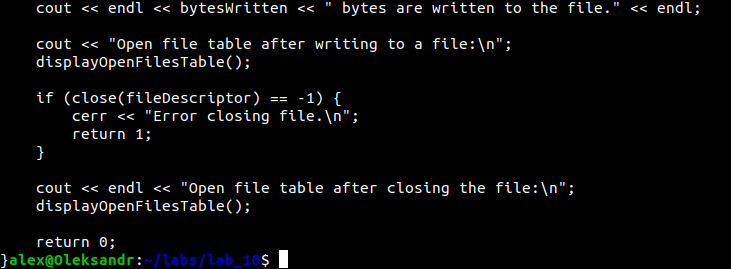 cout << endl << bytesWritten << " bytes are written to the file." << endl;
cout << "Open file table after writing to a file:\n";
displayOpenFilesTable();
if (close(fileDescriptor) == -1) {
cerr << "Error closing file.\n";
return 1;
}
cout << endl << "Open file table after closing the file:\n";
displayOpenFilesTable();
return 0;
}alex@Oleksandr:~/labs/lab_10$